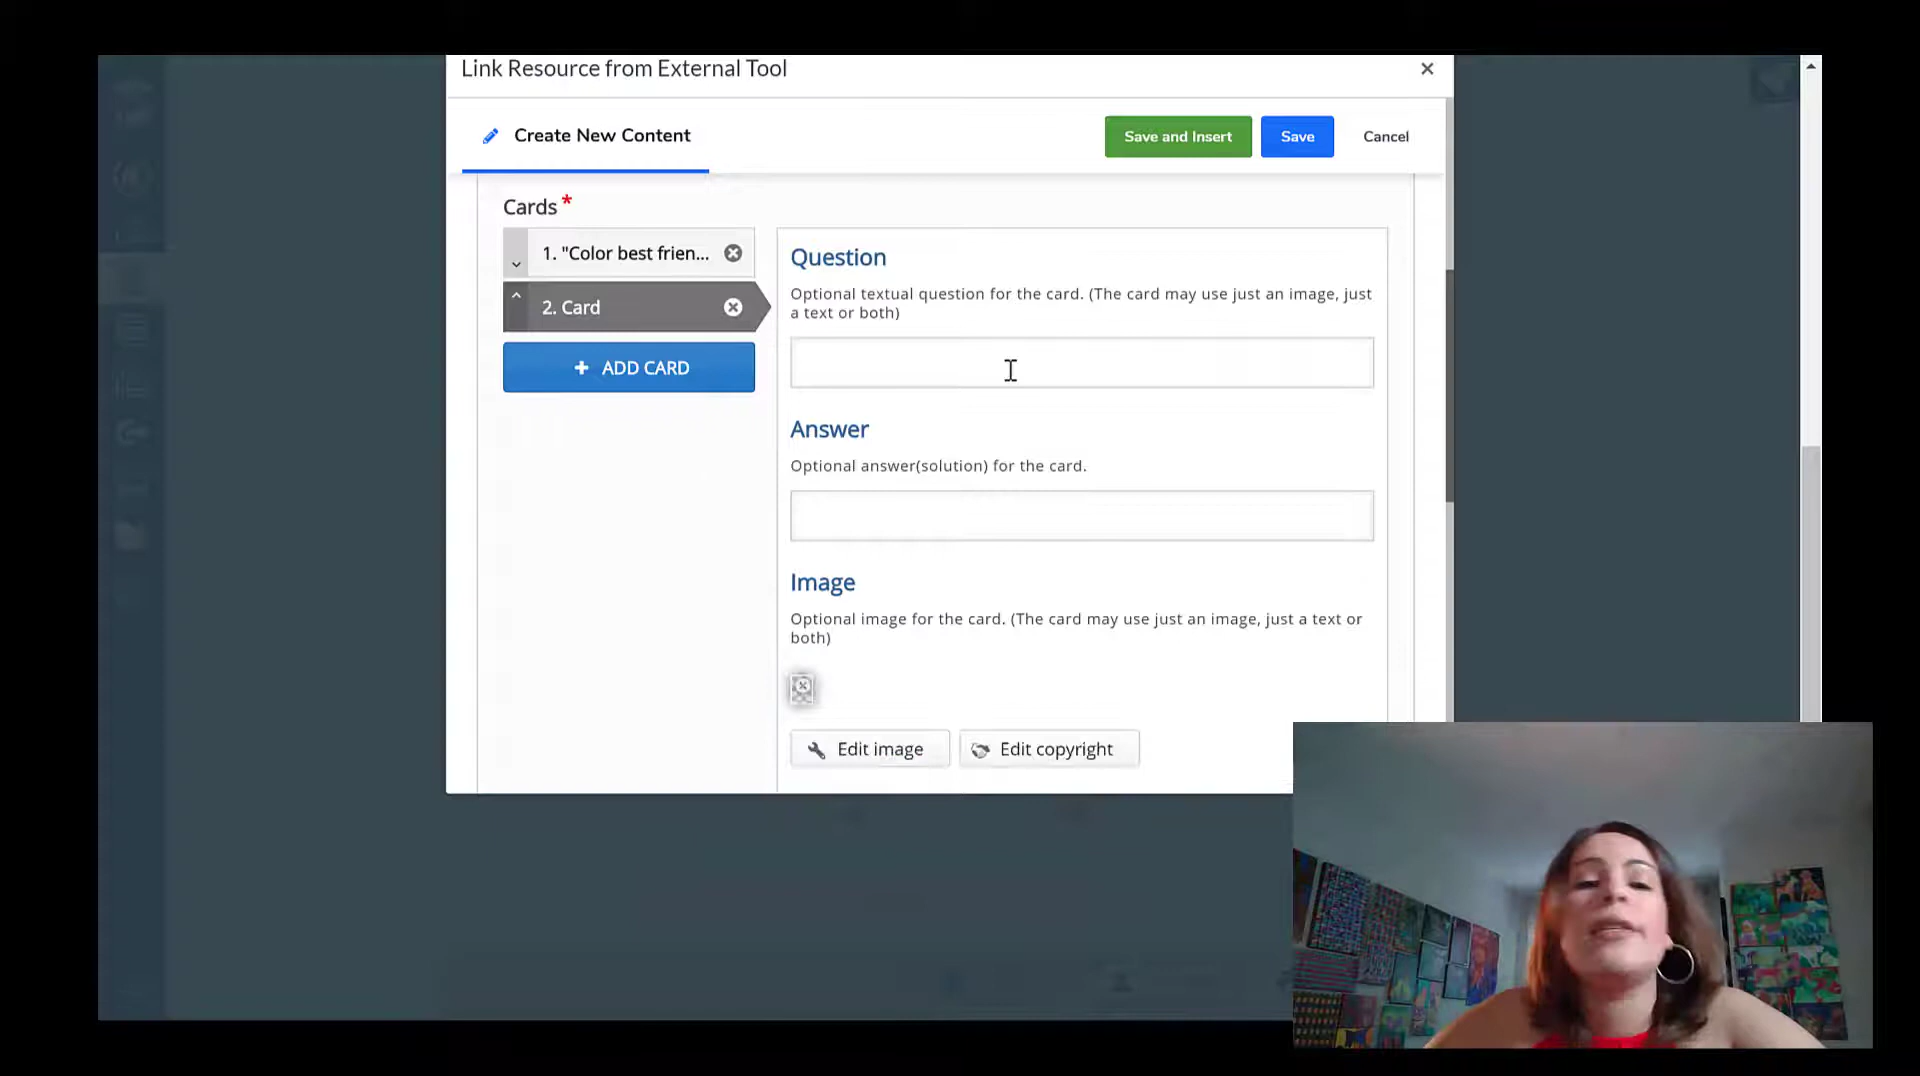 Link Resource from External Tool
Create New Content
Save and Insert
Save
Cancel
Cards *
1. "Color best frien...
2. Card
ADD CARD
Question
Optional textual question for the card. (The card may use just an image, just
a text or both)
Answer
Optional answer(solution) for the card.
Image
Optional image for the card. (The card may use just an image, just a text or
both)
Edit image
Edit copyright